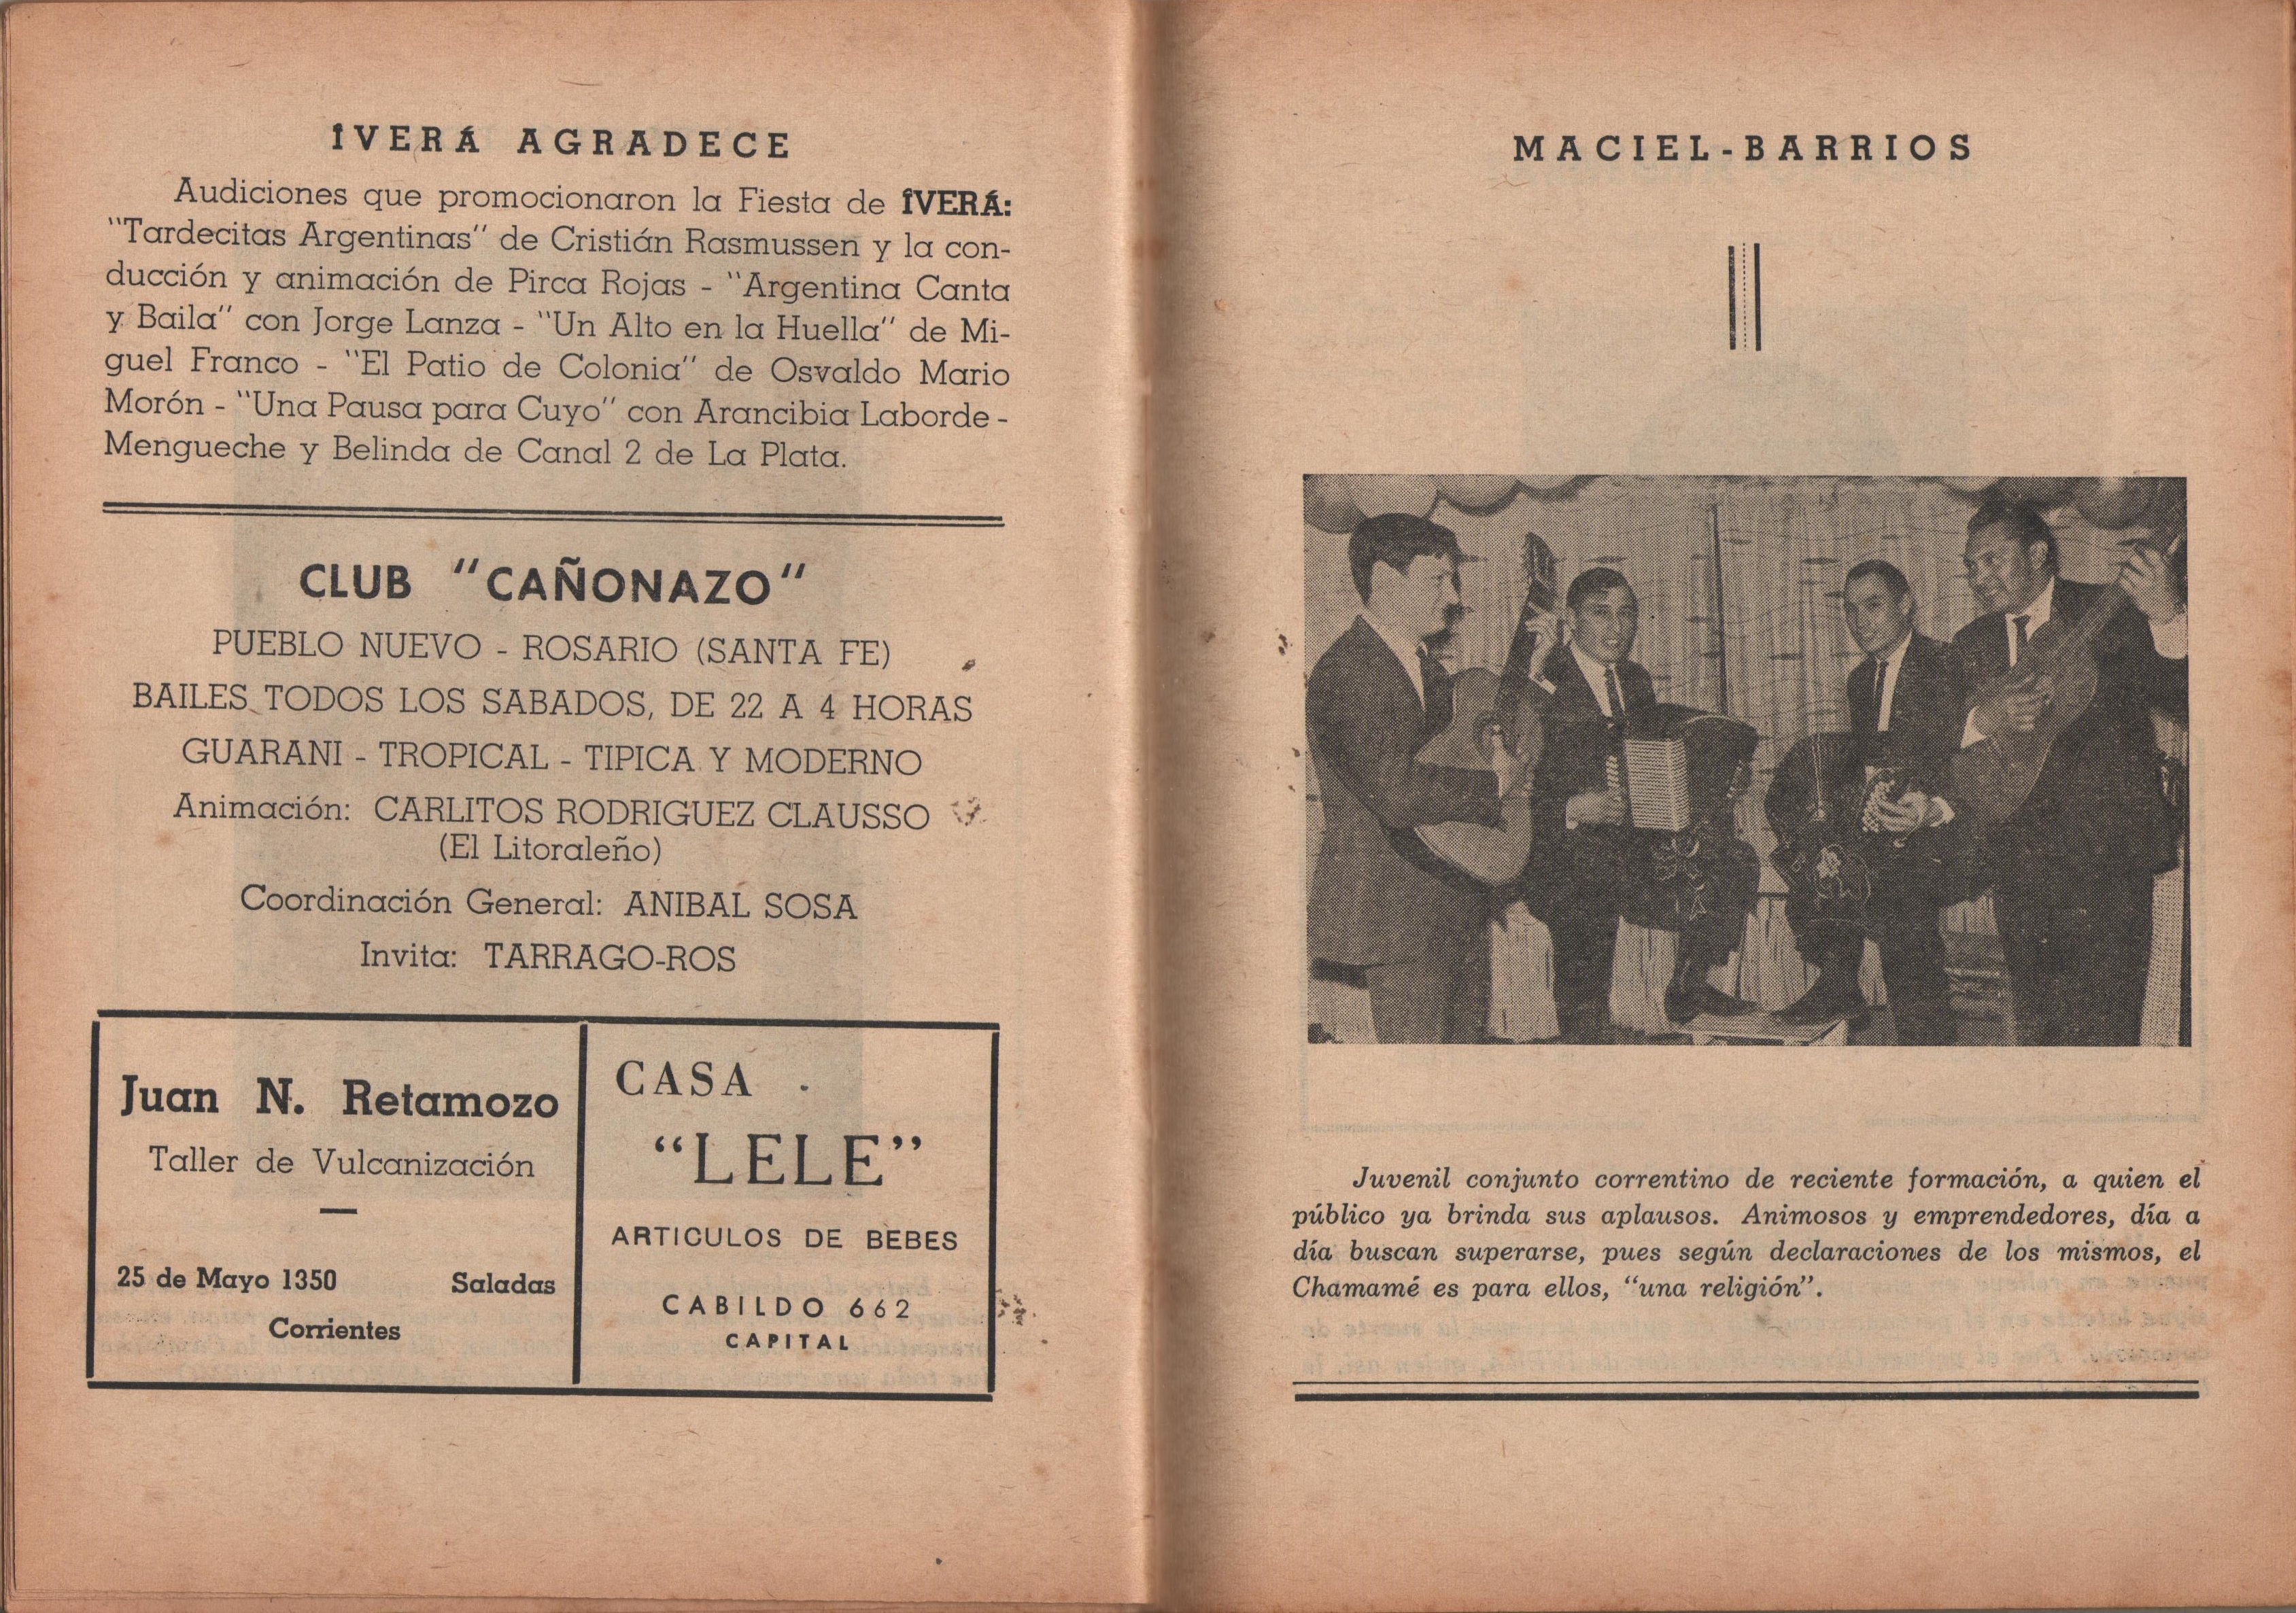 ÎVERÁ AGRADECE
Audiciones que promocionaron la Fiesta de ÎVERÁ:
"Tardecitas Argentinas" de Cristián Rasmussen y la con-
ducción y animación de Pirca Rojas - "Argentina Canta
y Baila" con Jorge Lanza - "Un Alto en la Huella" de Mi-
guel Franco - "El Patio de Colonia" de Osvaldo Mario
Morón - "Una Pausa para Cuyo" con Arancibia Laborde -
Mengueche y Belinda de Canal 2 de La Plata.
CLUB "CAÑONAZO"
PUEBLO NUEVO - ROSARIO (SANTA FE)
BAILES TODOS LOS SABADOS, DE 22 A 4 HORAS
GUARANI - TROPICAL - TIPICA Y MODERNO
Animación: CARLITOS RODRIGUEZ CLAUSSO
(El Litoraleño)
Coordinación General: ANIBAL SOSA
Invita: TARRAGO-ROS
Juan N. Retamozo
Taller de Vulcanización
25 de Mayo 1350 Saladas
Corrientes
CASA
"LELE"
ARTICULOS DE BEBES
CABILDO 662
CAPITAL
MACIEL-BARRIOS
Juvenil conjunto correntino de reciente formación, a quien el
público ya brinda sus aplausos. Animosos y emprendedores, día a
día buscan superarse, pues según declaraciones de los mismos, el
Chamamé es para ellos, "una religión".